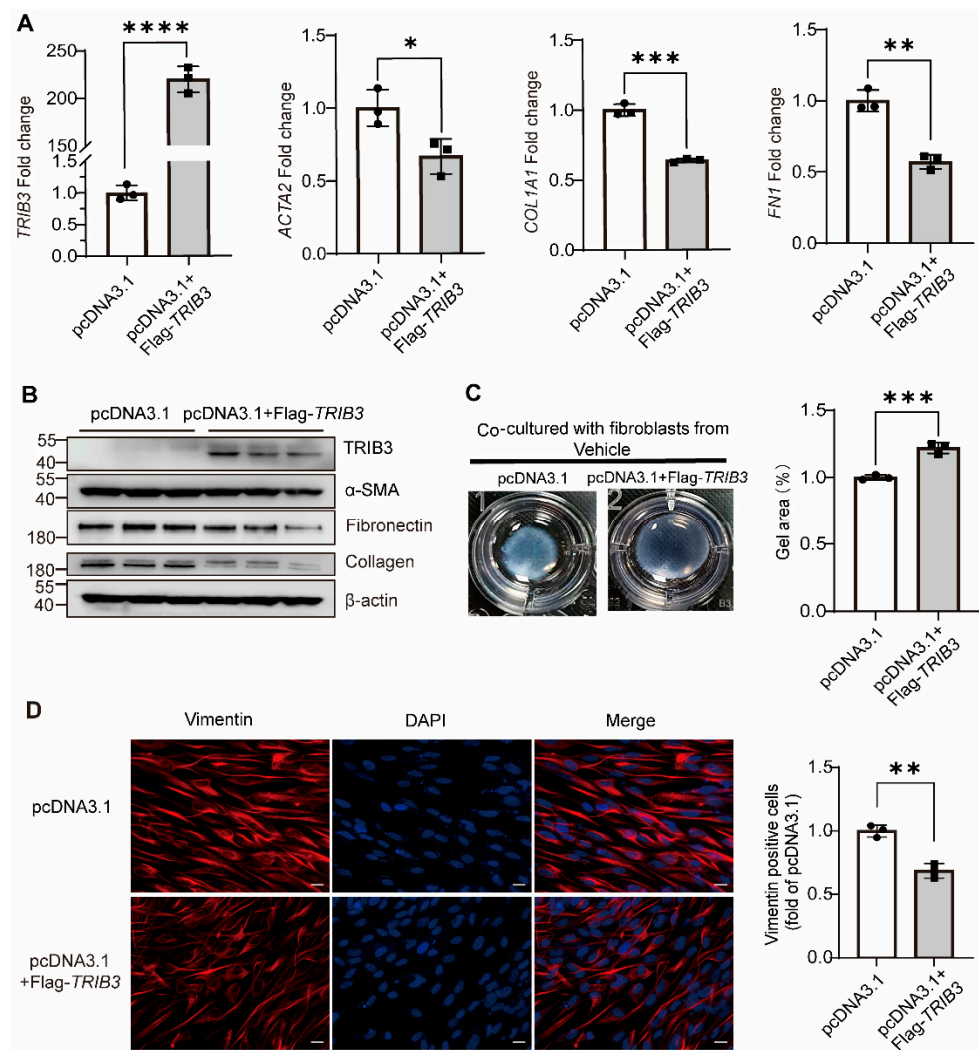 A
****
TRIB3 Fold change
250
200
150
1.5
1.0
0.5
0.0
pcDNA3.1
pcDNA3.1+
Flag-TRIB3
*
ACTA2 Fold change
1.5
1.0
0.5
0.0
pcDNA3.1
pcDNA3.1+
Flag-TRIB3
***
COL1A1 Fold change
1.5
1.0
0.5
0.0
pcDNA3.1
pcDNA3.1+
Flag-TRIB3
**
FN1 Fold change
1.5
1.0
0.5
0.0
pcDNA3.1
pcDNA3.1+
Flag-TRIB3
B
pcDNA3.1 pcDNA3.1+Flag-TRIB3
55
40
TRIB3
55
40
α-SMA
180
Fibronectin
180
Collagen
55
40
β-actin
C
Co-cultured with fibroblasts from
Vehicle
pcDNA3.1 pcDNA3.1+Flag-TRIB3
1
2
B3
***
Gel area (%)
1.5
1.0
0.5
0.0
pcDNA3.1
pcDNA3.1+
Flag-TRIB3
D
Vimentin DAPI Merge
pcDNA3.1
pcDNA3.1
+Flag-TRIB3
**
Vimentin positive cells
(fold of pcDNA3.1)
1.5
1.0
0.5
0.0
pcDNA3.1
pcDNA3.1+
Flag-TRIB3